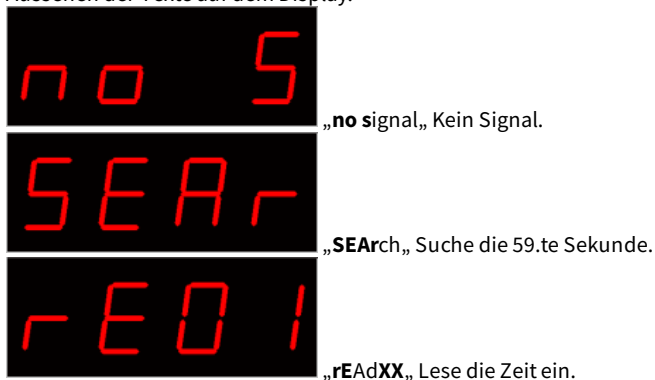 Aussehen der Texte auf dem Display:
no S
„no signal„ Kein Signal.
SEAr
„SEArch„ Suche die 59.te Sekunde.
rE01
„rEAdXX„ Lese die Zeit ein.